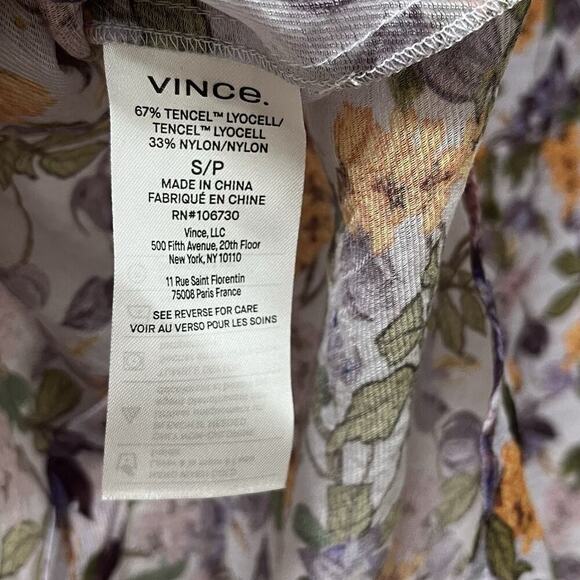 VINCE.
67% TENCEL™ LYOCELL/
TENCEL™ LYOCELL
33% NYLON/NYLON
S/P
MADE IN CHINA
FABRIQUÉ EN CHINE
RN#106730
Vince, LLC
500 Fifth Avenue, 20th Floor
New York, NY 10110
11 Rue Saint Florentin
75008 Paris France
SEE REVERSE FOR CARE
VOIR AU VERSO POUR LES SOINS